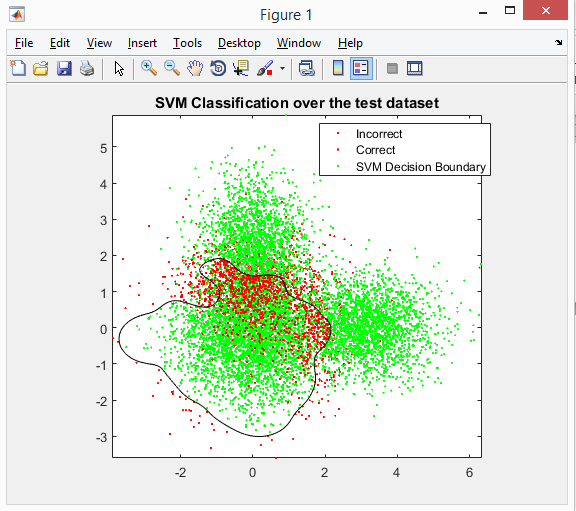 Figure 1
File Edit View Insert Tools Desktop Window Help
SVM Classification over the test dataset
Incorrect
Correct
SVM Decision Boundary
5
4
3
2
1
0
-1
-2
-3
-2 0 2 4 6